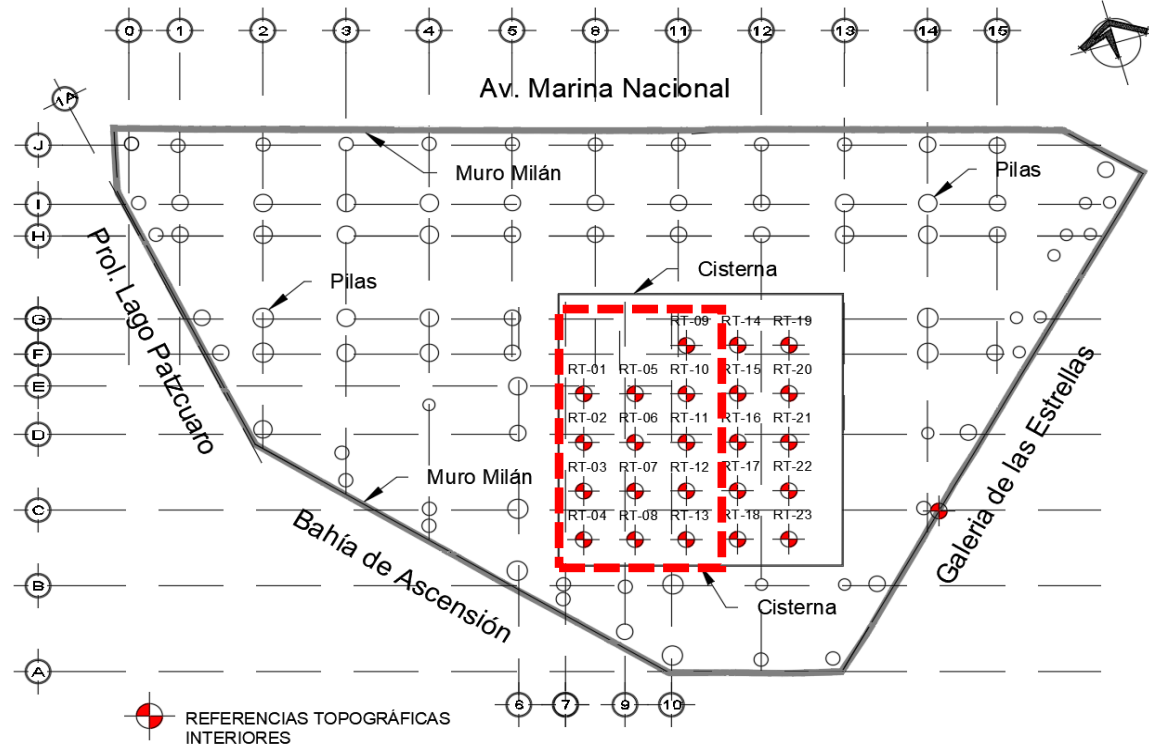 0 1 2 3 4 5 8 11 12 13 14 15
1A
Av. Marina Nacional
J
Muro Milán
Pilas
I
H
Prol. Lago Patzcuaro
Cisterna
Pilas
G
RT-09 RT-14 RT-19
F
RT-01 RT-05 RT-10 RT-15 RT-20
E
RT-02 RT-06 RT-11 RT-16 RT-21
D
RT-03 RT-07 RT-12 RT-17 RT-22
Muro Milán
C
RT-04 RT-08 RT-13 RT-18 RT-23
Galeria de las Estrellas
Bahía de Ascensión
B
Cisterna
A
6 7 9 10
REFERENCIAS TOPOGRÁFICAS
INTERIORES